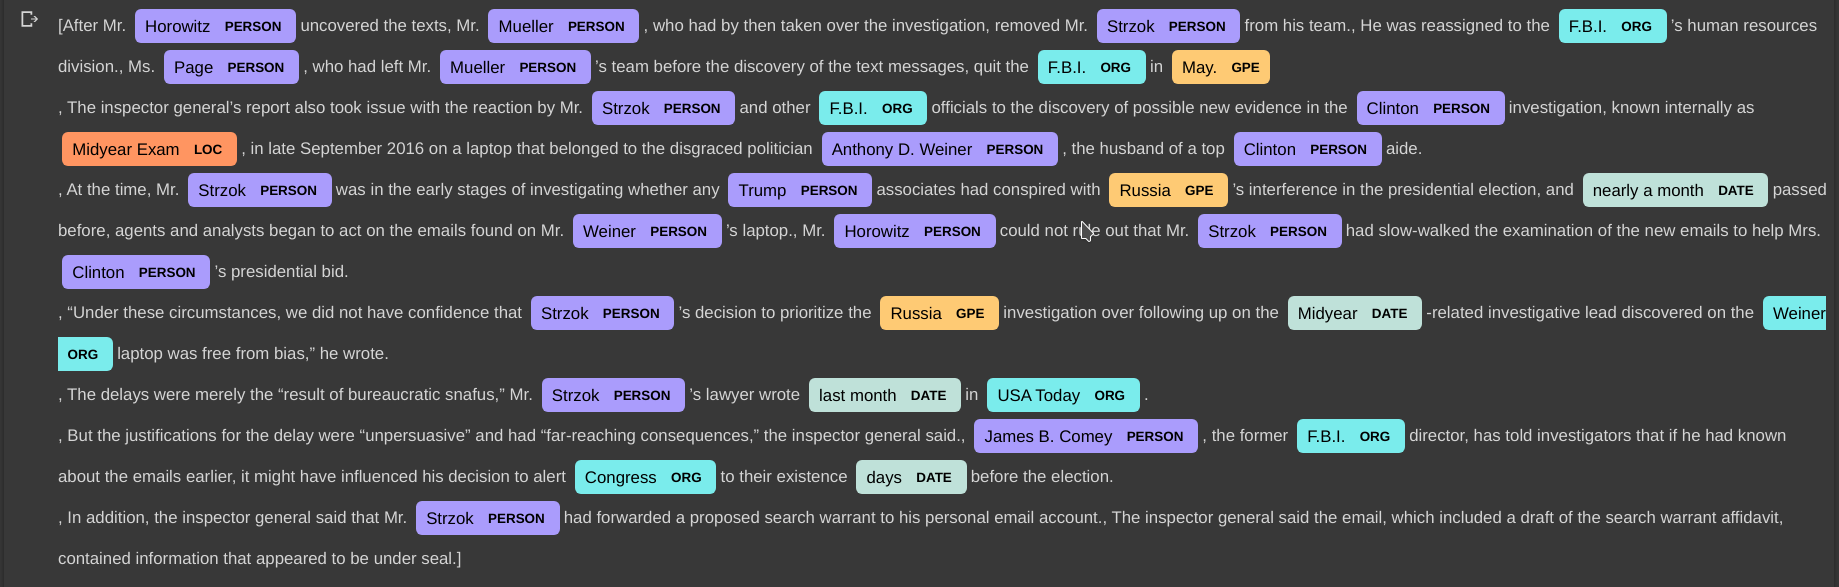 [After Mr. Horowitz PERSON uncovered the texts, Mr. Mueller PERSON , who had by then taken over the investigation, removed Mr. Strzok PERSON from his team., He was reassigned to the F.B.I. ORG 's human resources
division., Ms. Page PERSON , who had left Mr. Mueller PERSON 's team before the discovery of the text messages, quit the F.B.I. ORG in May. GPE
, The inspector general's report also took issue with the reaction by Mr. Strzok PERSON and other F.B.I. ORG officials to the discovery of possible new evidence in the Clinton PERSON investigation, known internally as
Midyear Exam LOC , in late September 2016 on a laptop that belonged to the disgraced politician Anthony D. Weiner PERSON , the husband of a top Clinton PERSON aide.
, At the time, Mr. Strzok PERSON was in the early stages of investigating whether any Trump PERSON associates had conspired with Russia GPE 's interference in the presidential election, and nearly a month DATE passed
before, agents and analysts began to act on the emails found on Mr. Weiner PERSON 's laptop., Mr. Horowitz PERSON could not rule out that Mr. Strzok PERSON had slow-walked the examination of the new emails to help Mrs.
Clinton PERSON 's presidential bid.
, “Under these circumstances, we did not have confidence that Strzok PERSON 's decision to prioritize the Russia GPE investigation over following up on the Midyear DATE -related investigative lead discovered on the Weiner
ORG laptop was free from bias,” he wrote.
, The delays were merely the “result of bureaucratic snafus,” Mr. Strzok PERSON 's lawyer wrote last month DATE in USA Today ORG .
, But the justifications for the delay were “unpersuasive” and had “far-reaching consequences,” the inspector general said., James B. Comey PERSON , the former F.B.I. ORG director, has told investigators that if he had known
about the emails earlier, it might have influenced his decision to alert Congress ORG to their existence days DATE before the election.
, In addition, the inspector general said that Mr. Strzok PERSON had forwarded a proposed search warrant to his personal email account., The inspector general said the email, which included a draft of the search warrant affidavit,
contained information that appeared to be under seal.]